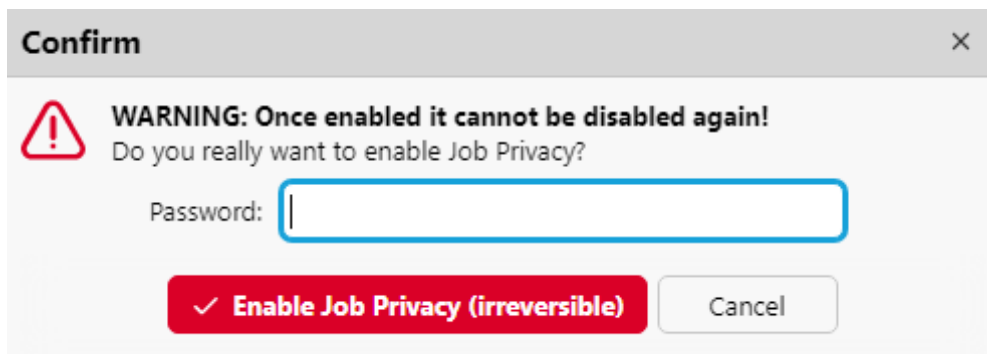 Confirm
WARNING: Once enabled it cannot be disabled again!
Do you really want to enable Job Privacy?
Password:
Enable Job Privacy (irreversible) Cancel